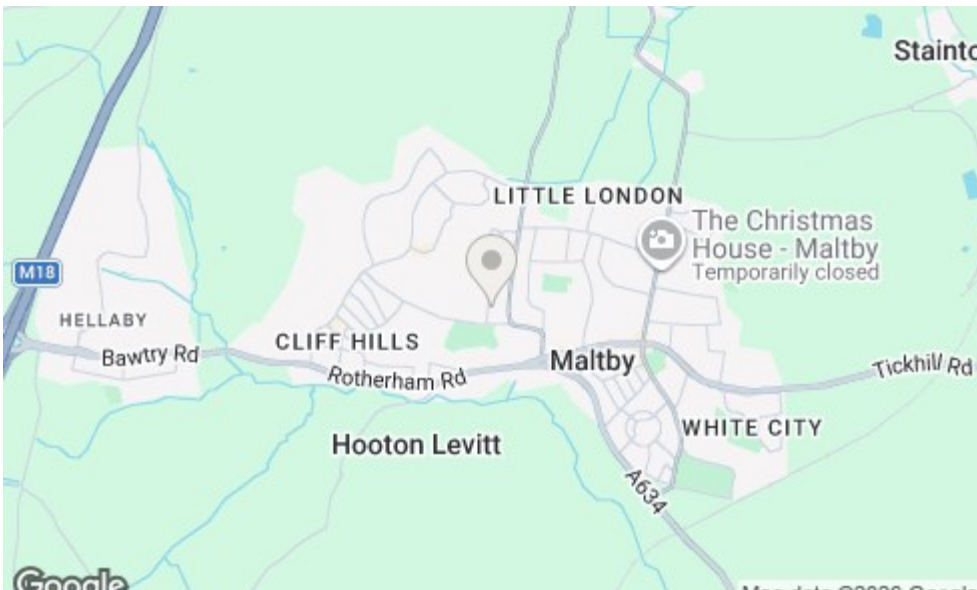 Stainto
LITTLE LONDON
The Christmas
House - Maltby
Temporarily closed
M18
HELLABY
Bawtry Rd
CLIFF HILLS
Rotherham Rd
Maltby
Tickhill Rd
Hooton Levitt
WHITE CITY
A634
Google